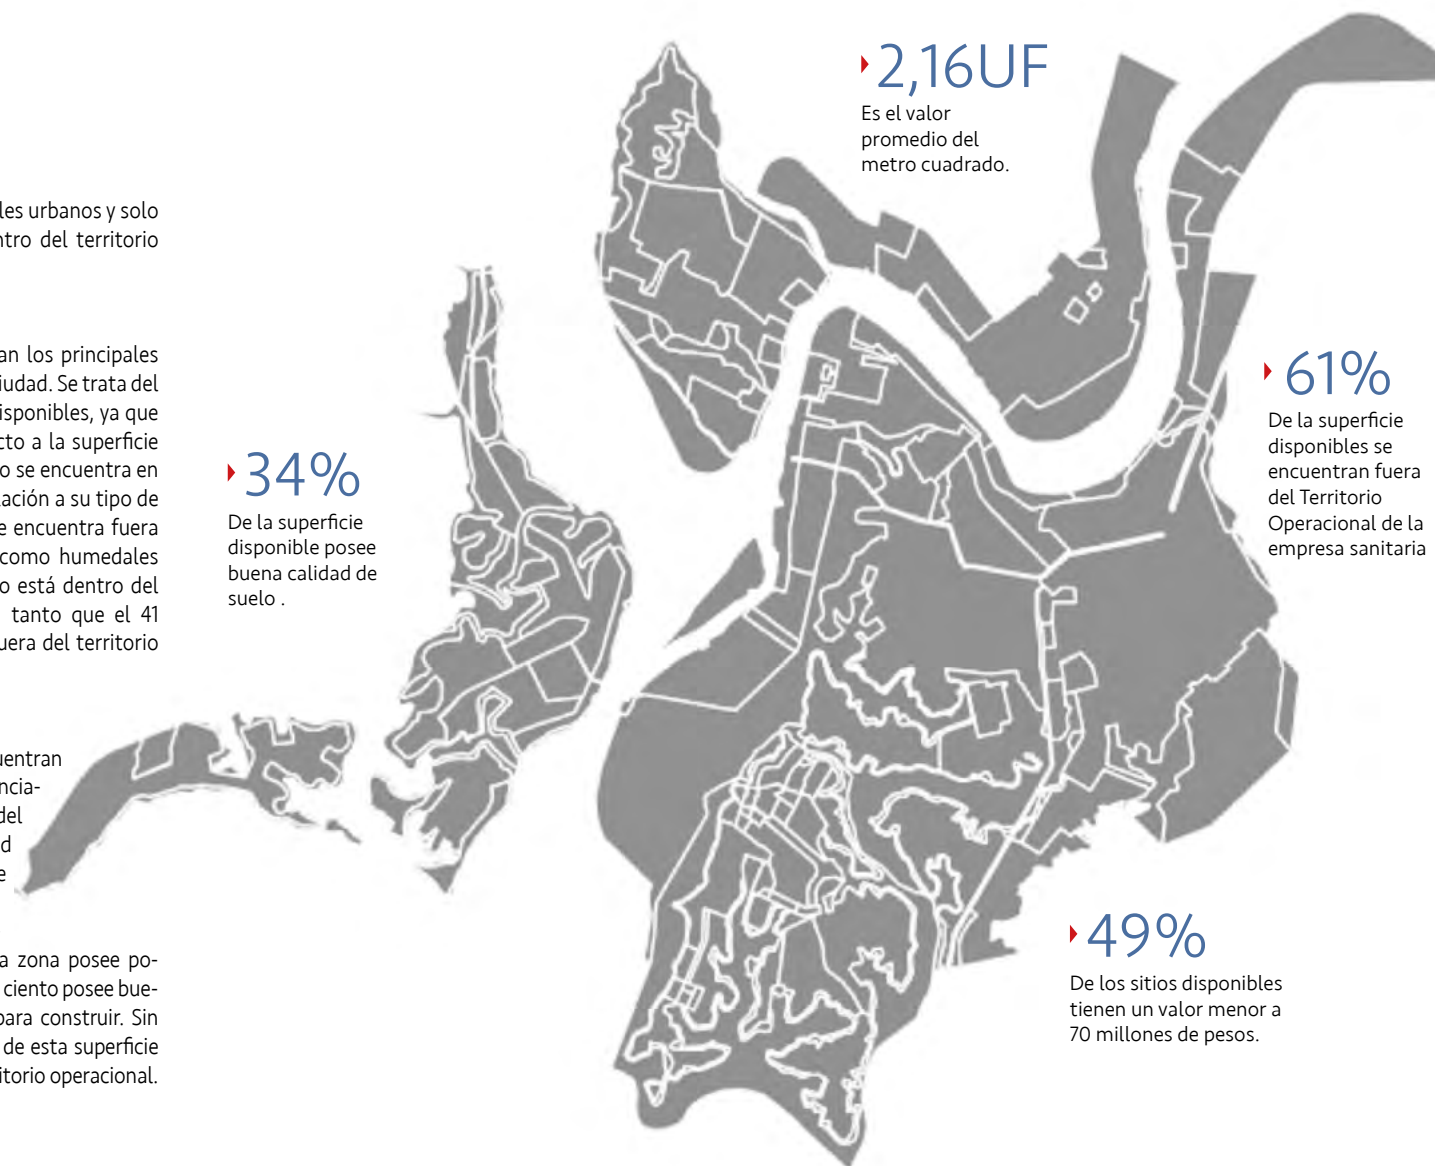 les urbanos y solo
ntro del territorio
an los principales
iudad. Se trata del
isponibles, ya que
cto a la superficie
o se encuentra en
lación a su tipo de
e encuentra fuera
como humedales
o está dentro del
tanto que el 41
uera del territorio
uentran
ncia-
del
d
e
a zona posee po-
ciento posee bue-
para construir. Sin
de esta superficie
itorio operacional.
34%
De la superficie
disponible posee
buena calidad de
suelo .
2,16UF
Es el valor
promedio del
metro cuadrado.
61%
De la superficie
disponibles se
encuentran fuera
del Territorio
Operacional de la
empresa sanitaria
49%
De los sitios disponibles
tienen un valor menor a
70 millones de pesos.